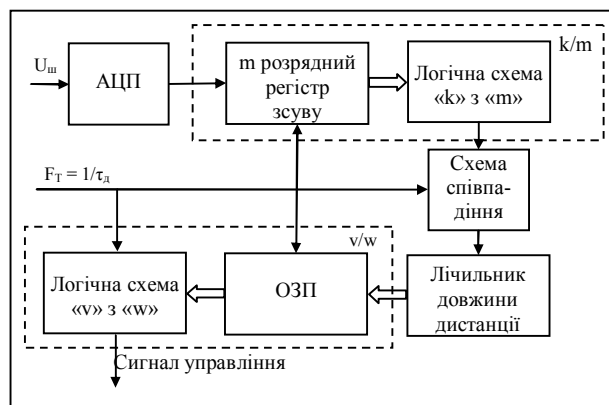 k/m
Uш
АЦП
m розрядний
регістр
зсуву
Логічна схема
«k» з «m»
Fт = 1/τд
Схема
співпа-
діння
v/w
Логічна схема
«v» з «w»
ОЗП
Лічильник
довжини
дистанції
Сигнал управління